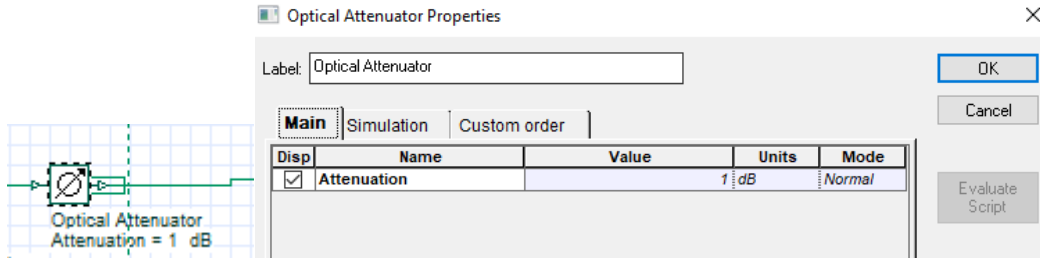 Optical Attenuator Properties
Label: Optical Attenuator
OK
Cancel
Main Simulation Custom order
Disp Name Value Units Mode
Attenuation 1 dB Normal
Evaluate
Script
Optical Attenuator
Attenuation = 1 dB